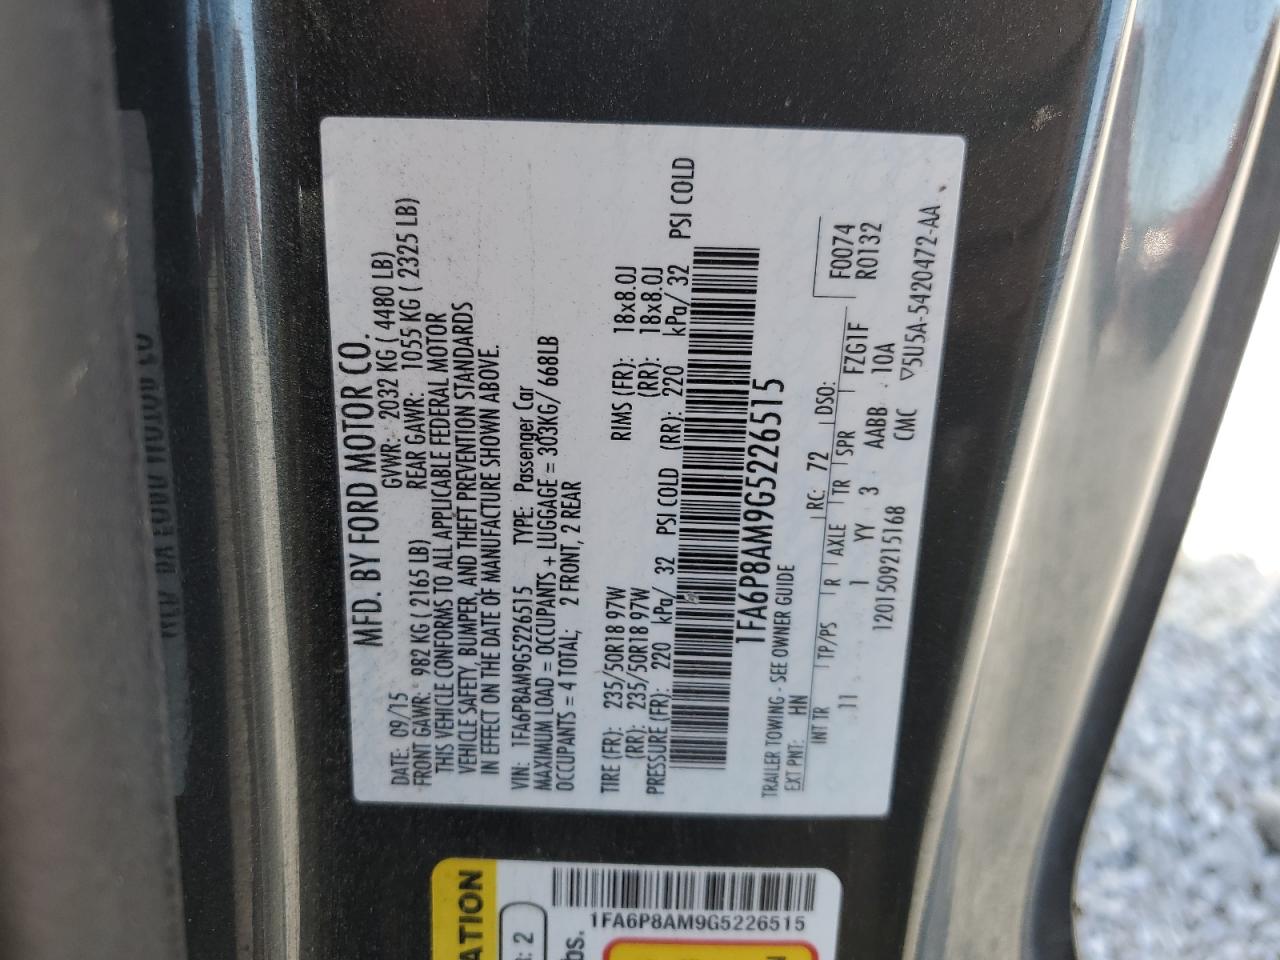 MFD. BY FORD MOTOR CO.
DATE: 09/15 GVWR: 2032 KG ( 4480 LB)
FRONT GAWR: 982 KG ( 2165 LB) REAR GAWR: 1055 KG ( 2325 LB)
THIS VEHICLE CONFORMS TO ALL APPLICABLE FEDERAL MOTOR
VEHICLE SAFETY, BUMPER, AND THEFT PREVENTION STANDARDS
IN EFFECT ON THE DATE OF MANUFACTURE SHOWN ABOVE.
VIN: 1FA6P8AM9G5226515 TYPE: Passenger Car
MAXIMUM LOAD = OCCUPANTS + LUGGAGE = 303KG/ 668LB
OCCUPANTS = 4 TOTAL; 2 FRONT, 2 REAR
TIRE (FR): 235/50R18 97W RIMS (FR): 18x8.0J
(RR): 235/50R18 97W (RR): 18x8.0J
PRESSURE (FR): 220 kPa/ 32 PSI COLD (RR): 220 kPa/ 32 PSI COLD
1FA6P8AM9G5226515
TRAILER TOWING - SEE OWNER GUIDE
EXT PNT: HN RC: 72 DSO:
INT TR TP/PS R AXLE TR SPR FZG1F F0074
11 1 YY 3 AABB 10A R0132
1201509215168 CMC V5U5A-5420472-AA
ATION
: 2
bs.
1FA6P8AM9G5226515